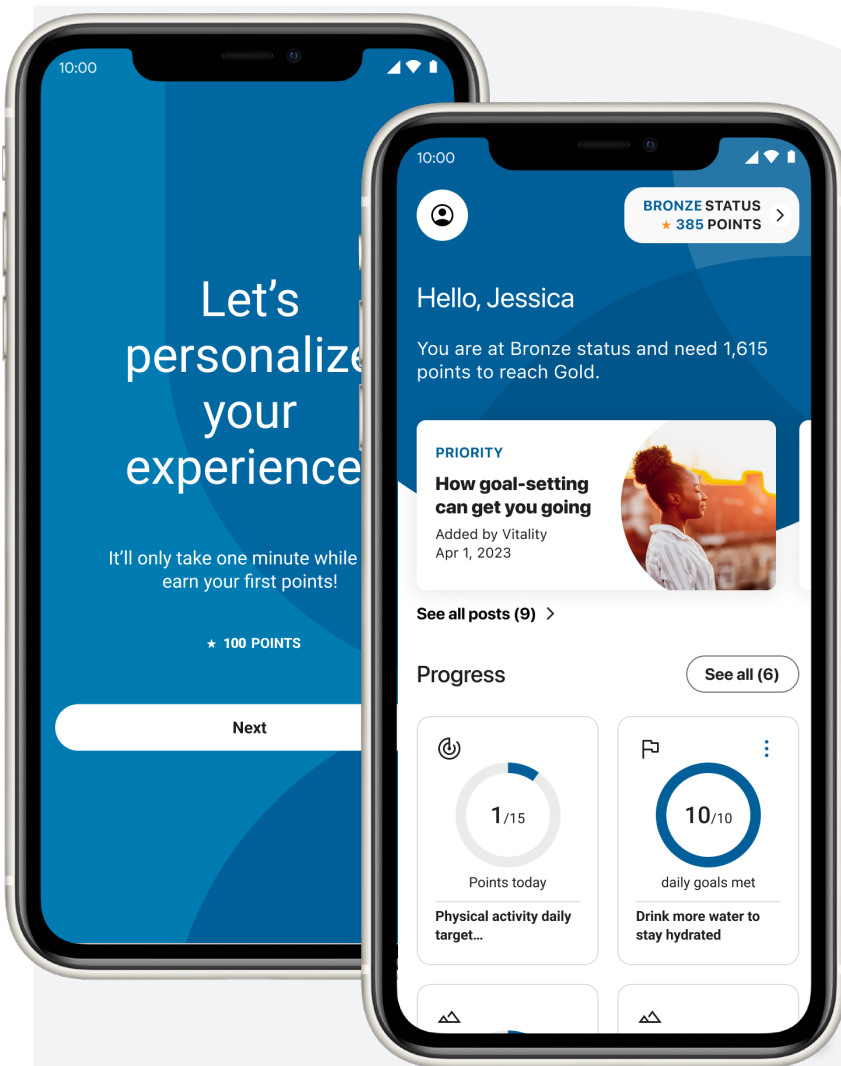 10:00
Let’s
personalize
your
experience
It’ll only take one minute while
earn your first points!
★ 100 POINTS
Next
10:00
BRONZE STATUS
★ 385 POINTS
Hello, Jessica
You are at Bronze status and need 1,615
points to reach Gold.
PRIORITY
How goal-setting
can get you going
Added by Vitality
Apr 1, 2023
See all posts (9)
Progress
See all (6)
1/15
Points today
Physical activity daily
target...
10/10
daily goals met
Drink more water to
stay hydrated